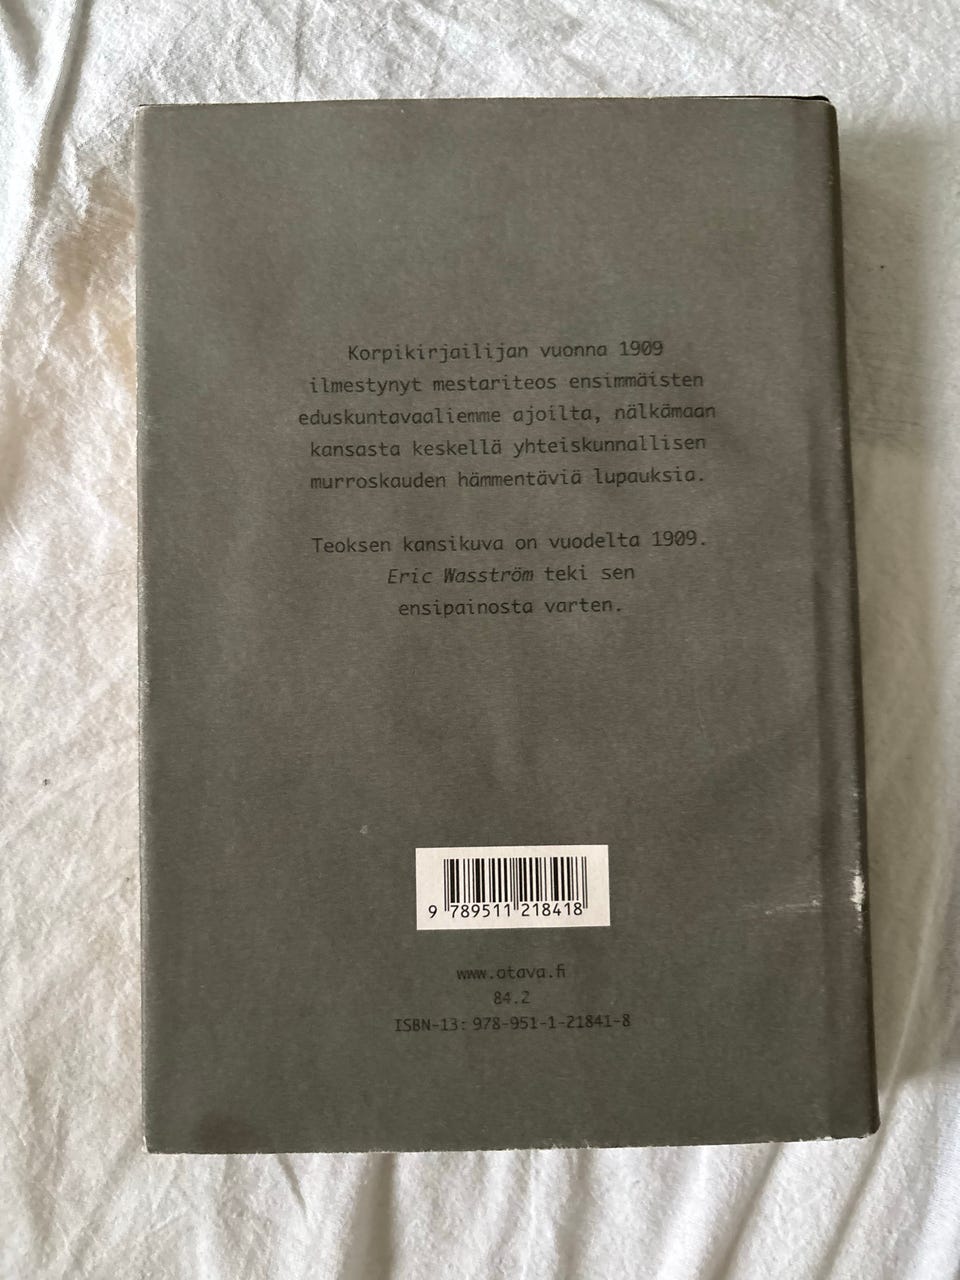 Korpikirjailijan vuonna 1909
ilmestynyt mestariteos ensimmäisten
eduskuntavaaliemme ajoilta, nälkämaan
kansasta keskellä yhteiskunnallisen
murroskauden hämmentäviä lupauksia.
Teoksen kansikuva on vuodelta 1909.
Eric Wasström teki sen
ensipainosta varten.
9 789511 218418
www.otava.fi
84.2
ISBN-13: 978-951-1-21841-8